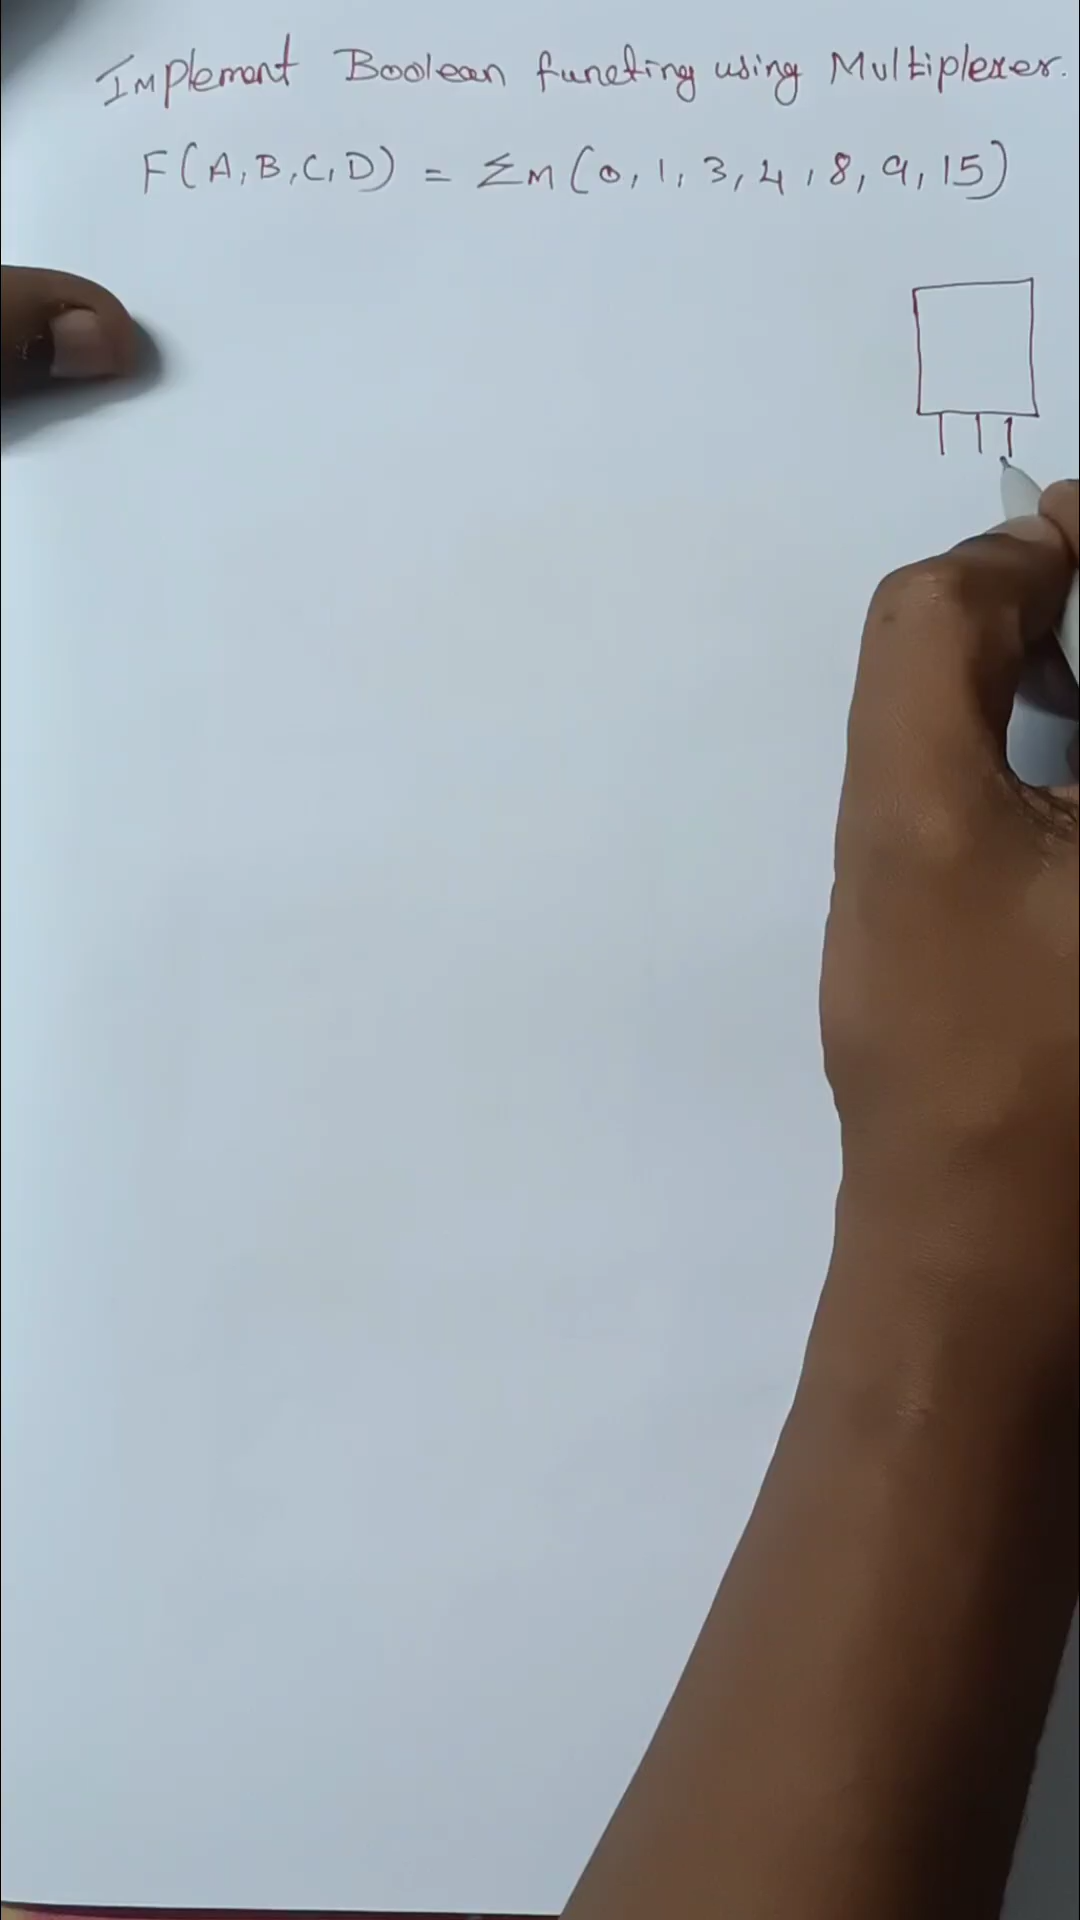 Implement Boolean functing using Multiplexer.
F(A,B,C,D) = Σm(0,1,3,4,8,9,15)